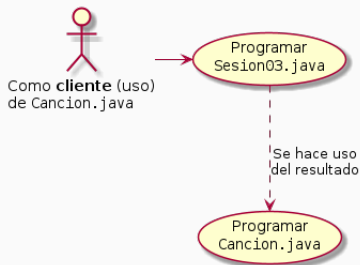 Programar
Sesion03.java
Como cliente (uso)
de Cancion.java
Se hace uso
del resultado
Programar
Cancion.java